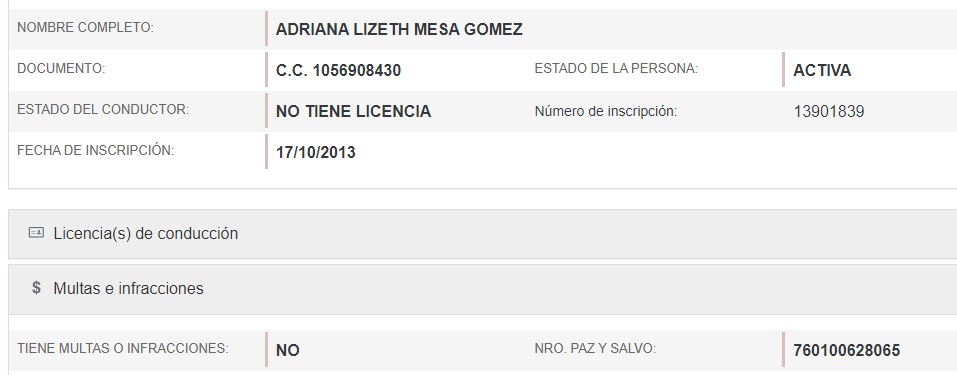 NOMBRE COMPLETO: ADRIANA LIZETH MESA GOMEZ
DOCUMENTO: C.C. 1056908430 ESTADO DE LA PERSONA: ACTIVA
ESTADO DEL CONDUCTOR: NO TIENE LICENCIA Número de inscripción: 13901839
FECHA DE INSCRIPCIÓN: 17/10/2013
Licencia(s) de conducción
$ Multas e infracciones
TIENE MULTAS O INFRACCIONES: NO NRO. PAZ Y SALVO: 760100628065